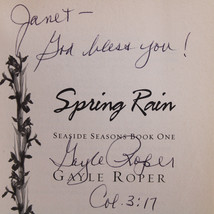 Janet-
God bless you!
Spring Rain
SEASIDE SEASONS BOOK ONE
Gayle Roper
GAYLE ROPER
Col. 3:17